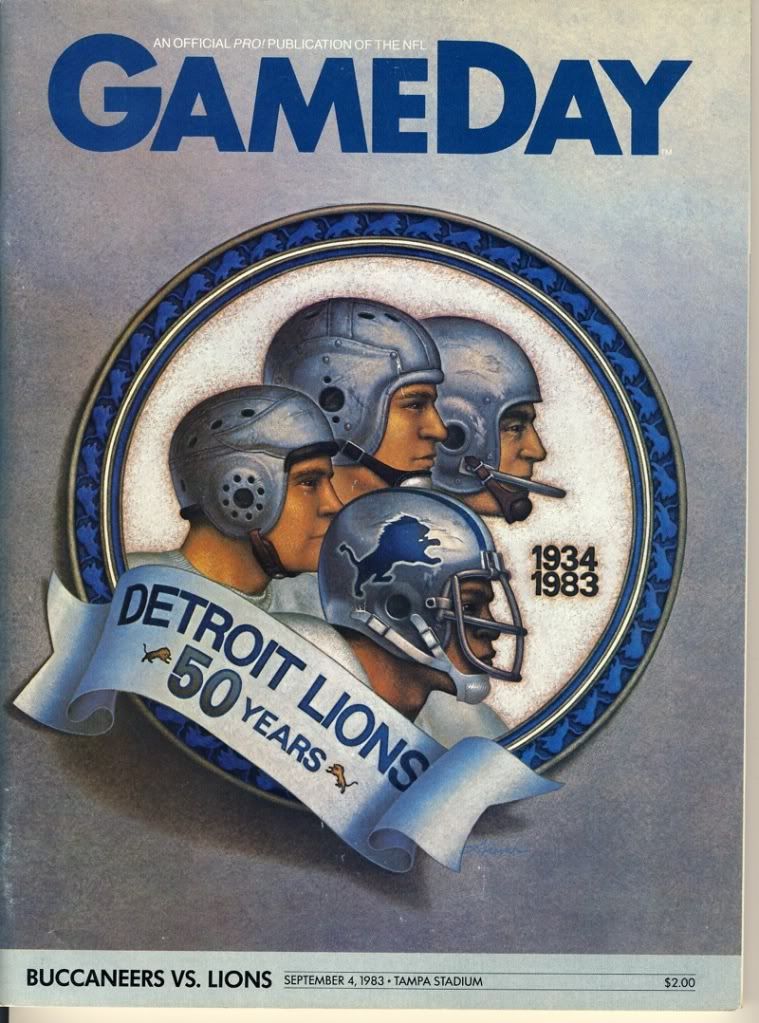 AN OFFICIAL PRO! PUBLICATION OF THE NFL
GAMEDAY
TM
1934
1983
DETROIT LIONS
50 YEARS
BUCCANEERS VS. LIONS SEPTEMBER 4, 1983 • TAMPA STADIUM $2.00